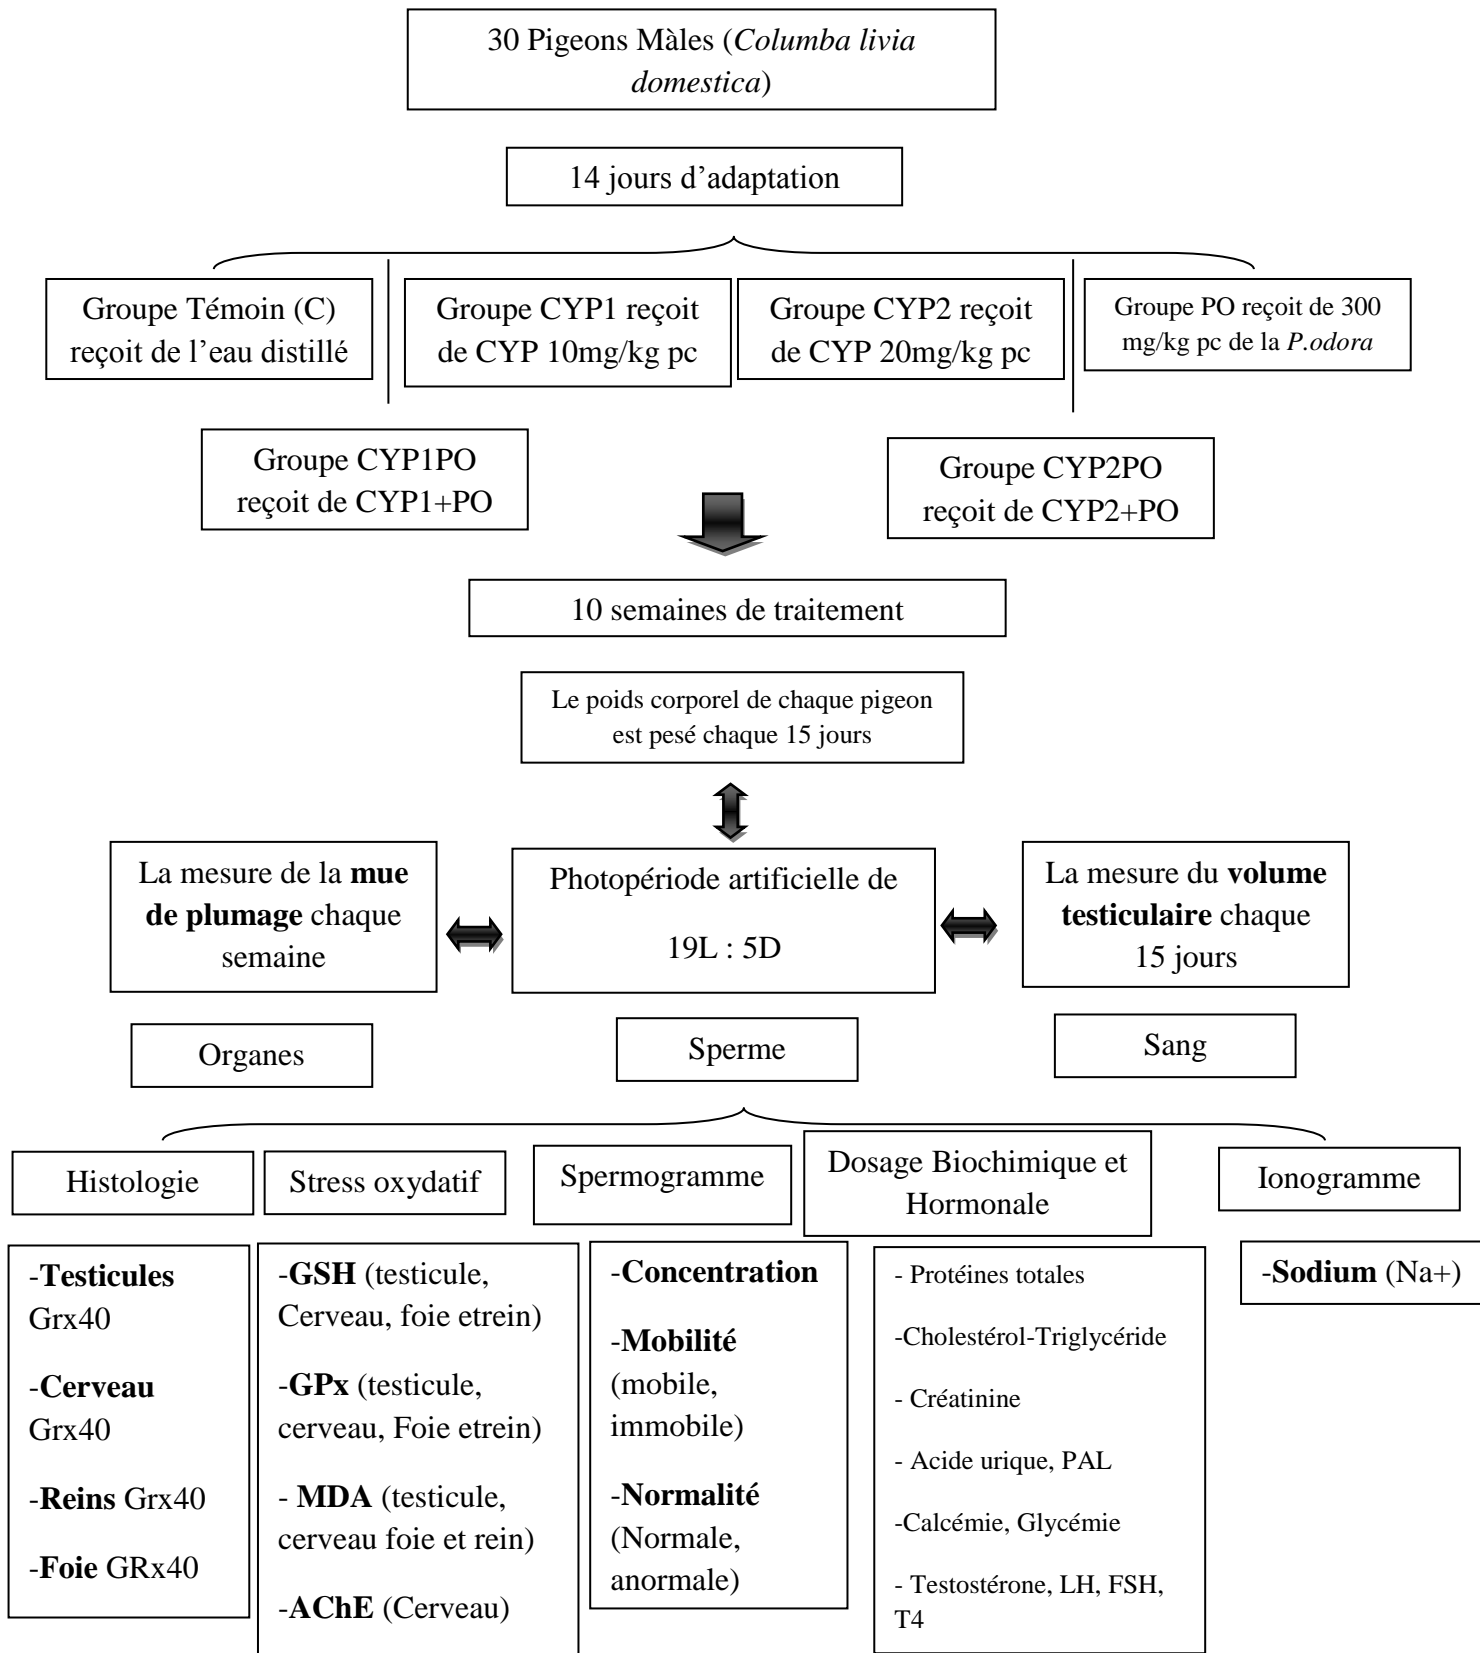 30 Pigeons Màles (Columba livia
domestica)
14 jours d’adaptation
Groupe Témoin (C)
reçoit de l’eau distillé
Groupe CYP1 reçoit
de CYP 10mg/kg pc
Groupe CYP2 reçoit
de CYP 20mg/kg pc
Groupe PO reçoit de 300
mg/kg pc de la P.odora
Groupe CYP1PO
reçoit de CYP1+PO
Groupe CYP2PO
reçoit de CYP2+PO
10 semaines de traitement
Le poids corporel de chaque pigeon
est pesé chaque 15 jours
La mesure de la mue
de plumage chaque
semaine
Photopériode artificielle de
19L : 5D
La mesure du volume
testiculaire chaque
15 jours
Organes
Sperme
Sang
Histologie
Stress oxydatif
Spermogramme
Dosage Biochimique et
Hormonale
Ionogramme
-Testicules
Grx40
-Cerveau
Grx40
-Reins Grx40
-Foie GRx40
-GSH (testicule,
Cerveau, foie etrein)
-GPx (testicule,
cerveau, Foie etrein)
- MDA (testicule,
cerveau foie et rein)
-AChE (Cerveau)
-Concentration
-Mobilité
(mobile,
immobile)
-Normalité
(Normale,
anormale)
- Protéines totales
-Cholestérol-Triglycéride
- Créatinine
- Acide urique, PAL
-Calcémie, Glycémie
- Testostérone, LH, FSH,
T4
-Sodium (Na+)